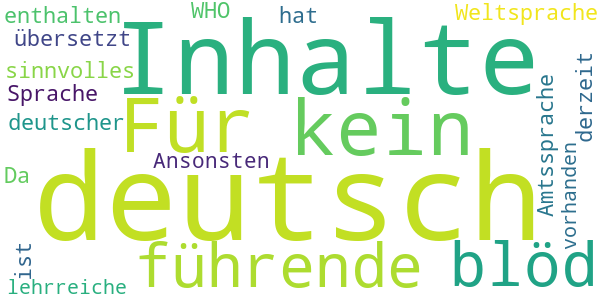 enthalten
WHO
hat
Weltsprache
übersetzt
Inhalte
sinnvolles
Sprache
deutscher
Für
kein
Amtssprache
derzeit
Ansonsten
Da
deutsch
vorhanden
ist
führende
blöd
lehrreiche